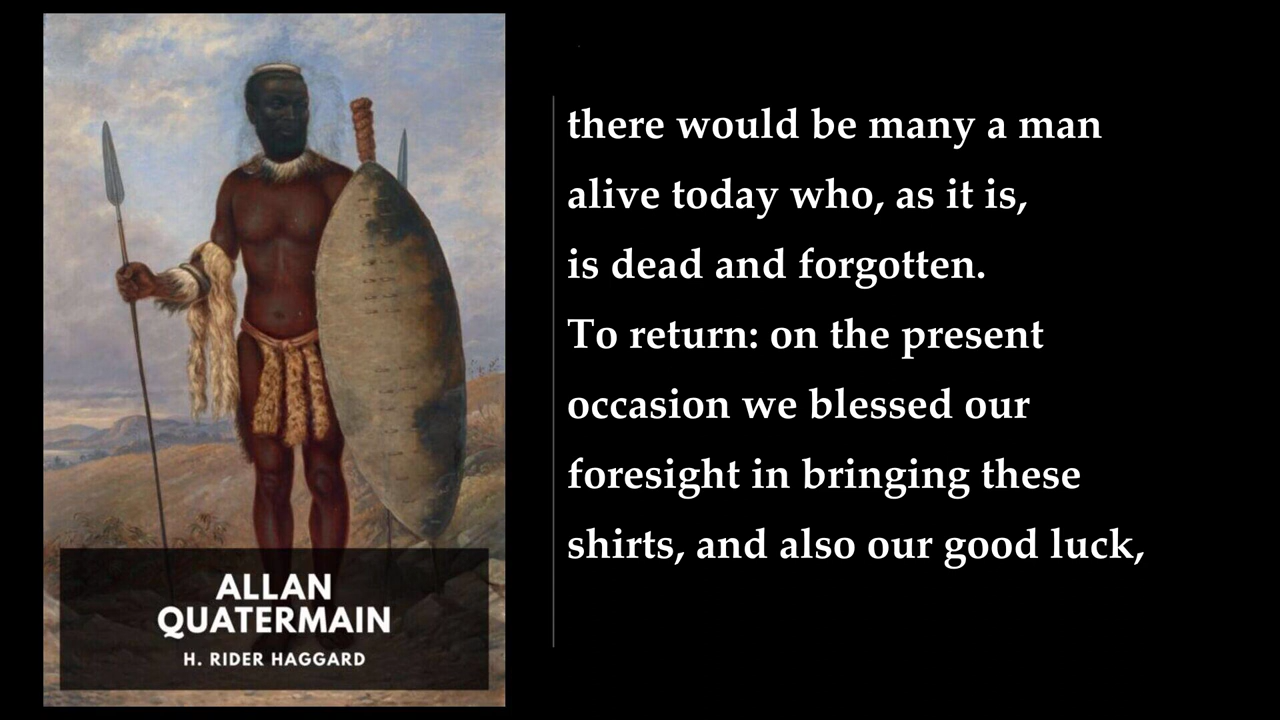 there would be many a man
alive today who, as it is,
is dead and forgotten.
To return: on the present
occasion we blessed our
foresight in bringing these
shirts, and also our good luck,
ALLAN
QUATERMAIN
H. RIDER HAGGARD